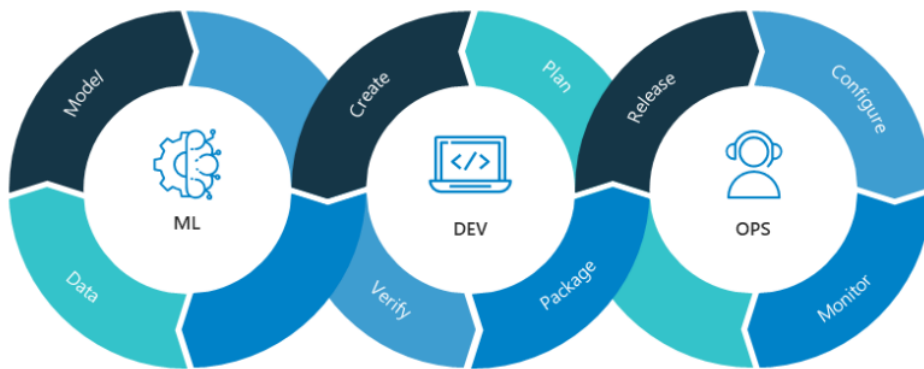 Model
Data
ML
Create
Plan
Verify
Package
DEV
</>
Release
Configure
Monitor
OPS